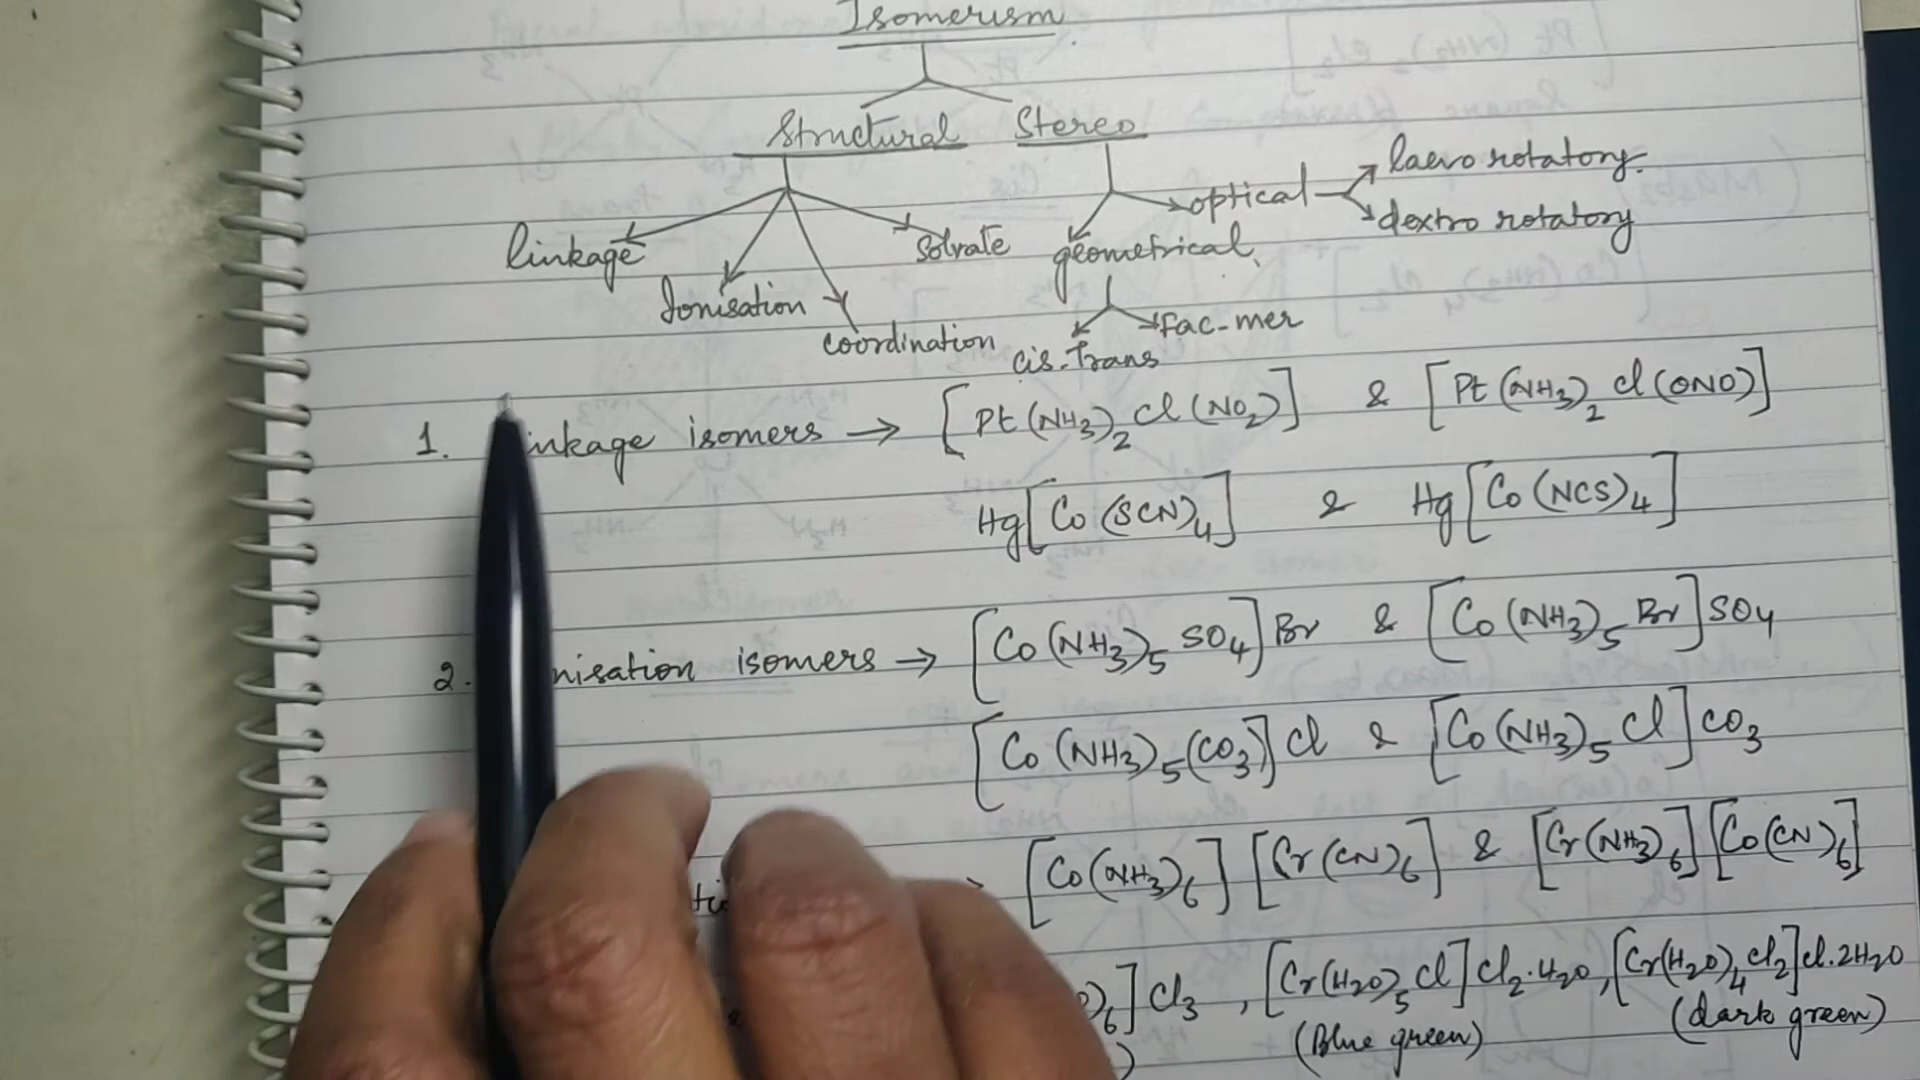 Isomerism
Structural Stereo
laevo rotatory.
optical
dextro rotatory
linkage
solvate
geometrical
Ionisation
fac-mer
coordination
cis-trans
1. inkage isomers → [Pt(NH3)2Cl(NO2)] & [Pt(NH3)2Cl(ONO)]
Hg[Co(SCN)4] & Hg[Co(NCS)4]
2. nisation isomers → [Co(NH3)5SO4]Br & [Co(NH3)5Br]SO4
[Co(NH3)5(CO3)]Cl & [Co(NH3)5Cl]CO3
[Co(NH3)6][Cr(CN)6] & [Cr(NH3)6][Co(CN)6]
)6]Cl3, [Cr(H2O)5Cl]Cl2·H2O, [Cr(H2O)4Cl2]Cl·2H2O
(Blue green) (dark green)